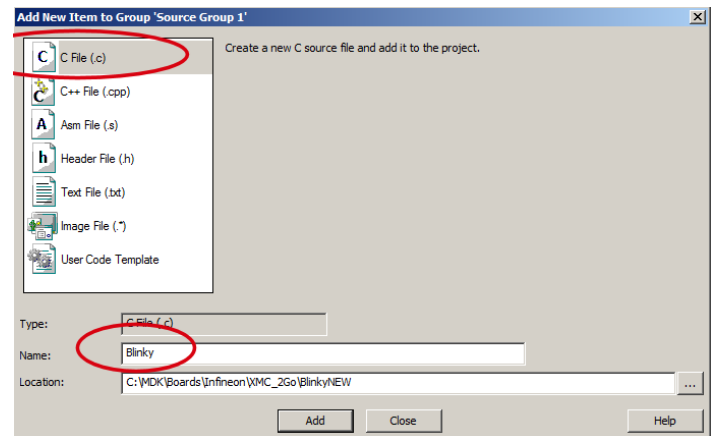 Add New Item to Group 'Source Group 1'
C File (.c)
Create a new C source file and add it to the project.
C++ File (.cpp)
Asm File (.s)
Header File (.h)
Text File (.txt)
Image File (.*)
User Code Template
Type:
C File (.c)
Name:
Blinky
Location:
C:\MDK\Boards\Infineon\XMC_2Go\BlinkyNEW
...
Add
Close
Help